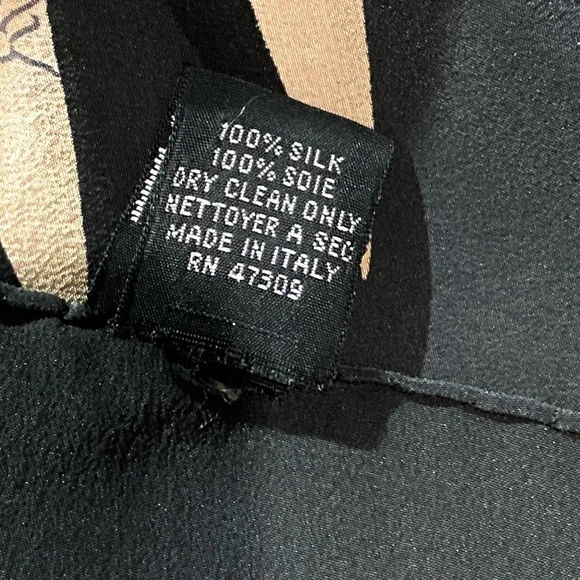 100% SILK
100% SOIE
DRY CLEAN ONLY
NETTOYER A SEC
MADE IN ITALY
RN 47309